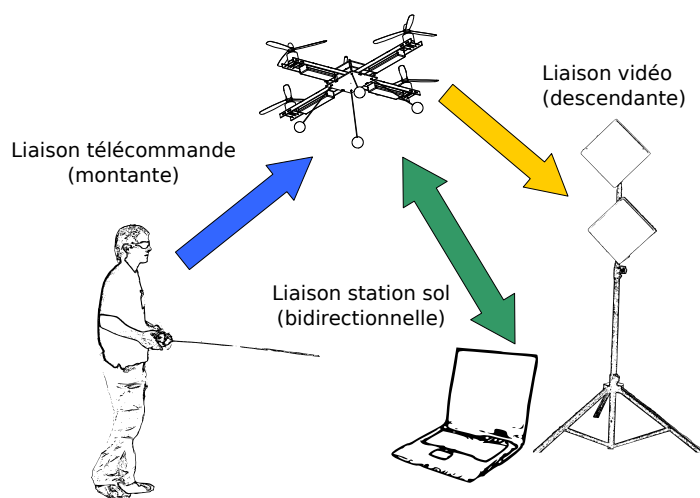 Liaison vidéo
(descendante)
Liaison télécommande
(montante)
Liaison station sol
(bidirectionnelle)